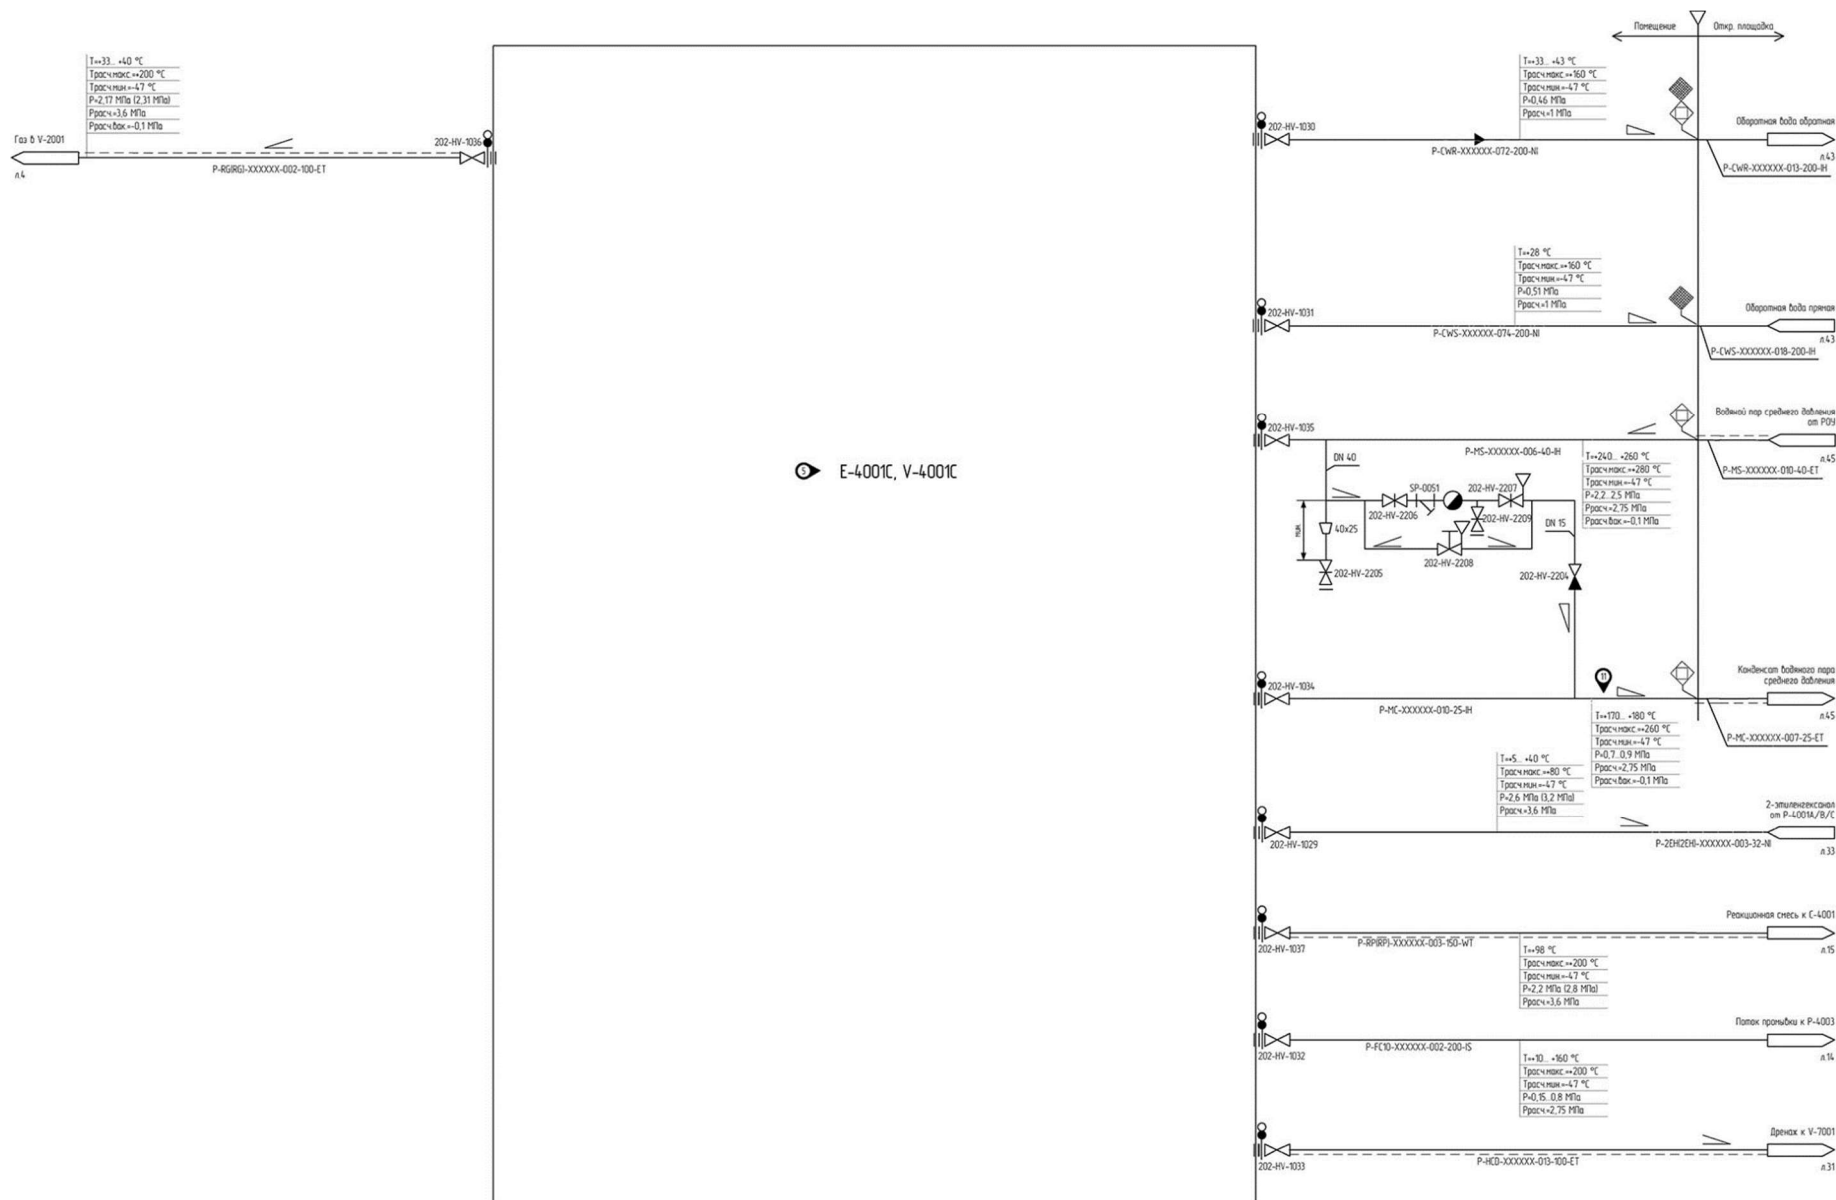 Помещение
Откр. площадка
Т=+33... +40 °С
Трасч.макс.=+200 °С
Трасч.мин.=-47 °С
Р=2,17 МПа (2,31 МПа)
Ррасч.=3,6 МПа
Ррасч.вак.=-0,1 МПа
Газ в V-2001
л.4
202-HV-1036
P-RG(RG)-XXXXXX-002-100-ET
5
E-4001C, V-4001C
Т=+33... +43 °С
Трасч.макс.=+160 °С
Трасч.мин.=-47 °С
Р=0,46 МПа
Ррасч.=1 МПа
202-HV-1030
P-CWR-XXXXXX-072-200-NI
Оборотная вода обратная
л.43
P-CWR-XXXXXX-013-200-IH
Т=+28 °С
Трасч.макс.=+160 °С
Трасч.мин.=-47 °С
Р=0,51 МПа
Ррасч.=1 МПа
202-HV-1031
P-CWS-XXXXXX-074-200-NI
Оборотная вода прямая
л.43
P-CWS-XXXXXX-018-200-IH
202-HV-1035
P-MS-XXXXXX-006-40-IH
Водяной пар среднего давления
от РОУ
л.45
P-MS-XXXXXX-010-40-ET
Т=+240... +260 °С
Трасч.макс.=+280 °С
Трасч.мин.=-47 °С
Р=2,2...2,5 МПа
Ррасч.=2,75 МПа
Ррасч.вак.=-0,1 МПа
DN 40
SP-0051
202-HV-2207
202-HV-2206
202-HV-2209
мин.
40x25
DN 15
202-HV-2208
202-HV-2205
202-HV-2204
202-HV-1034
P-MC-XXXXXX-010-25-IH
11
Конденсат водяного пара
среднего давления
л.45
P-MC-XXXXXX-007-25-ET
Т=+170... +180 °С
Трасч.макс.=+260 °С
Трасч.мин.=-47 °С
Р=0,7...0,9 МПа
Ррасч.=2,75 МПа
Ррасч.вак.=-0,1 МПа
Т=+5... +40 °С
Трасч.макс.=+80 °С
Трасч.мин.=-47 °С
Р=2,6 МПа (3,2 МПа)
Ррасч.=3,6 МПа
202-HV-1029
2-этиленгексанол
от P-4001A/B/C
P-2EH(2EH)-XXXXXX-003-32-NI
л.33
202-HV-1037
P-RP(RP)-XXXXXX-003-150-WT
Реакционная смесь к C-4001
л.15
Т=+98 °С
Трасч.макс.=+200 °С
Трасч.мин.=-47 °С
Р=2,2 МПа (2,8 МПа)
Ррасч.=3,6 МПа
202-HV-1032
P-FC10-XXXXXX-002-200-IS
Поток промывки к P-4003
л.14
Т=+10... +160 °С
Трасч.макс.=+200 °С
Трасч.мин.=-47 °С
Р=0,15...0,8 МПа
Ррасч.=2,75 МПа
202-HV-1033
P-HCD-XXXXXX-013-100-ET
Дренаж к V-7001
л.31